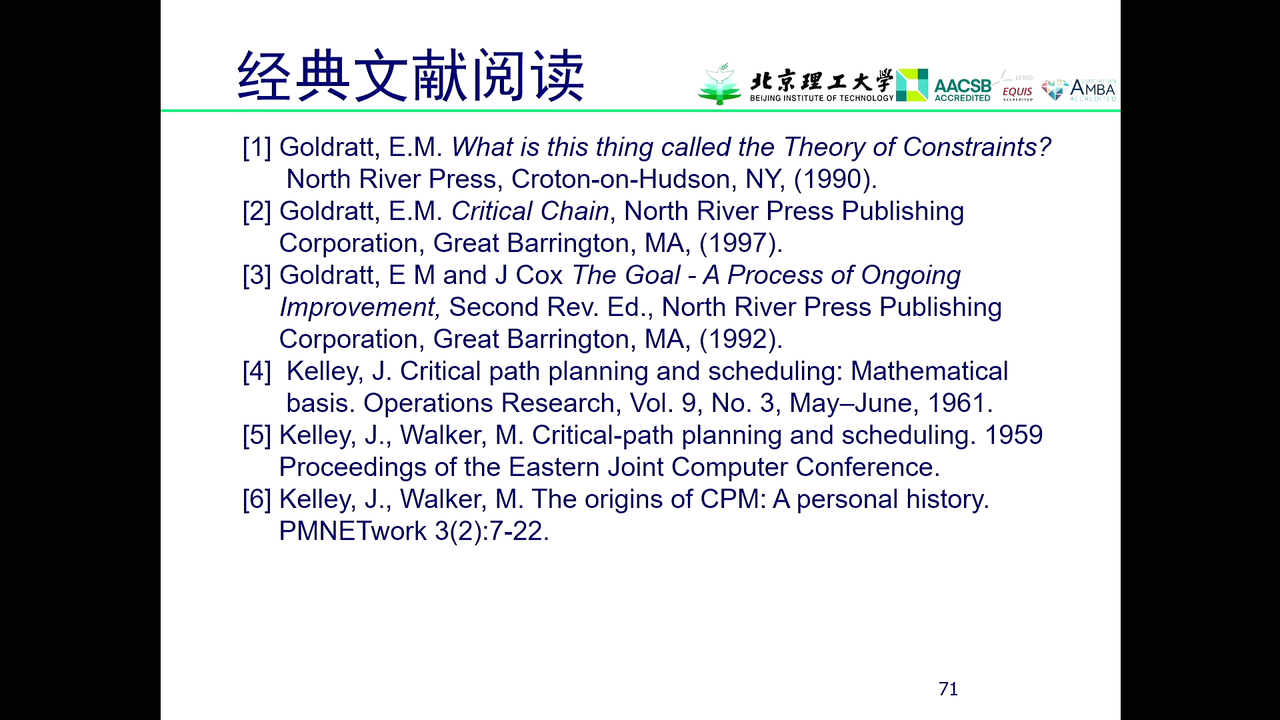 经典文献阅读
北京理工大学
BEIJING INSTITUTE OF TECHNOLOGY
AACSB
ACCREDITED
EFMD
EQUIS
ACCREDITED
ASSOCIATION
AMBA
ACCREDITED
[1] Goldratt, E.M. What is this thing called the Theory of Constraints?
North River Press, Croton-on-Hudson, NY, (1990).
[2] Goldratt, E.M. Critical Chain, North River Press Publishing
Corporation, Great Barrington, MA, (1997).
[3] Goldratt, E M and J Cox The Goal - A Process of Ongoing
Improvement, Second Rev. Ed., North River Press Publishing
Corporation, Great Barrington, MA, (1992).
[4] Kelley, J. Critical path planning and scheduling: Mathematical
basis. Operations Research, Vol. 9, No. 3, May–June, 1961.
[5] Kelley, J., Walker, M. Critical-path planning and scheduling. 1959
Proceedings of the Eastern Joint Computer Conference.
[6] Kelley, J., Walker, M. The origins of CPM: A personal history.
PMNETwork 3(2):7-22.
71